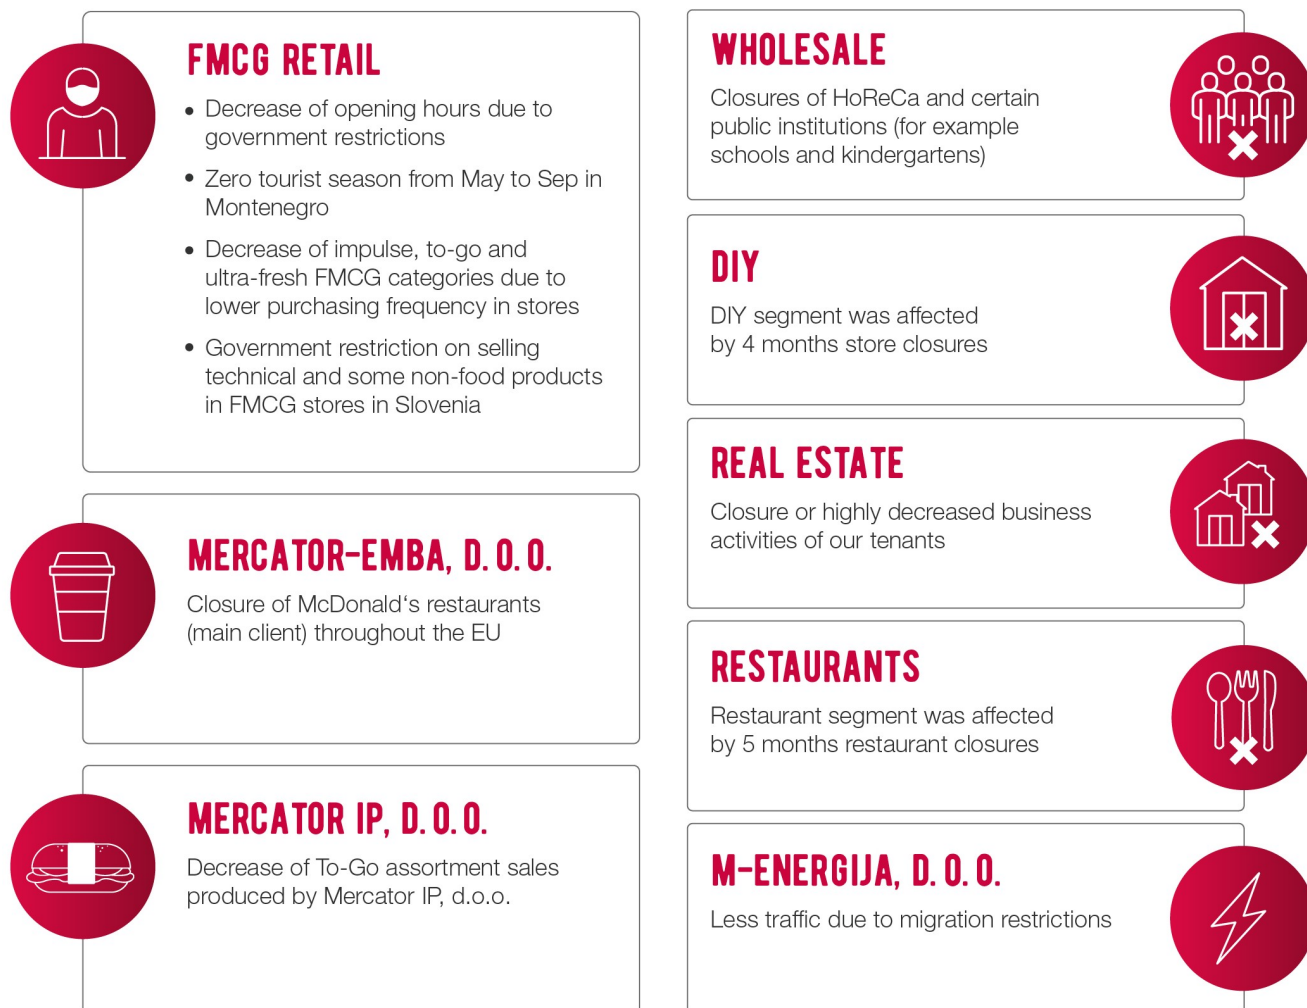 FMCG RETAIL
• Decrease of opening hours due to
government restrictions
• Zero tourist season from May to Sep in
Montenegro
• Decrease of impulse, to-go and
ultra-fresh FMCG categories due to
lower purchasing frequency in stores
• Government restriction on selling
technical and some non-food products
in FMCG stores in Slovenia
MERCATOR-EMBA, D. O. O.
Closure of McDonald‘s restaurants
(main client) throughout the EU
MERCATOR IP, D. O. O.
Decrease of To-Go assortment sales
produced by Mercator IP, d.o.o.
WHOLESALE
Closures of HoReCa and certain
public institutions (for example
schools and kindergartens)
DIY
DIY segment was affected
by 4 months store closures
REAL ESTATE
Closure or highly decreased business
activities of our tenants
RESTAURANTS
Restaurant segment was affected
by 5 months restaurant closures
M-ENERGIJA, D. O. O.
Less traffic due to migration restrictions